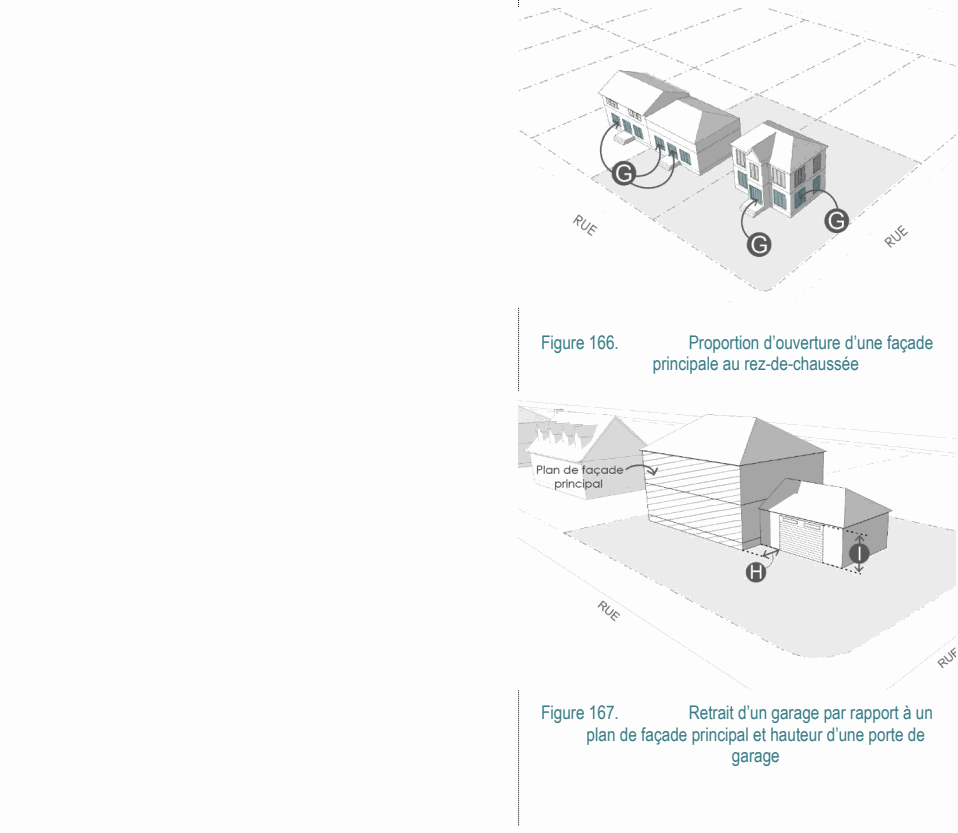 G
G
G
RUE
RUE
Figure 166. Proportion d’ouverture d’une façade
principale au rez-de-chaussée
Plan de façade
principal
I
H
RUE
RUE
Figure 167. Retrait d’un garage par rapport à un
plan de façade principal et hauteur d’une porte de
garage